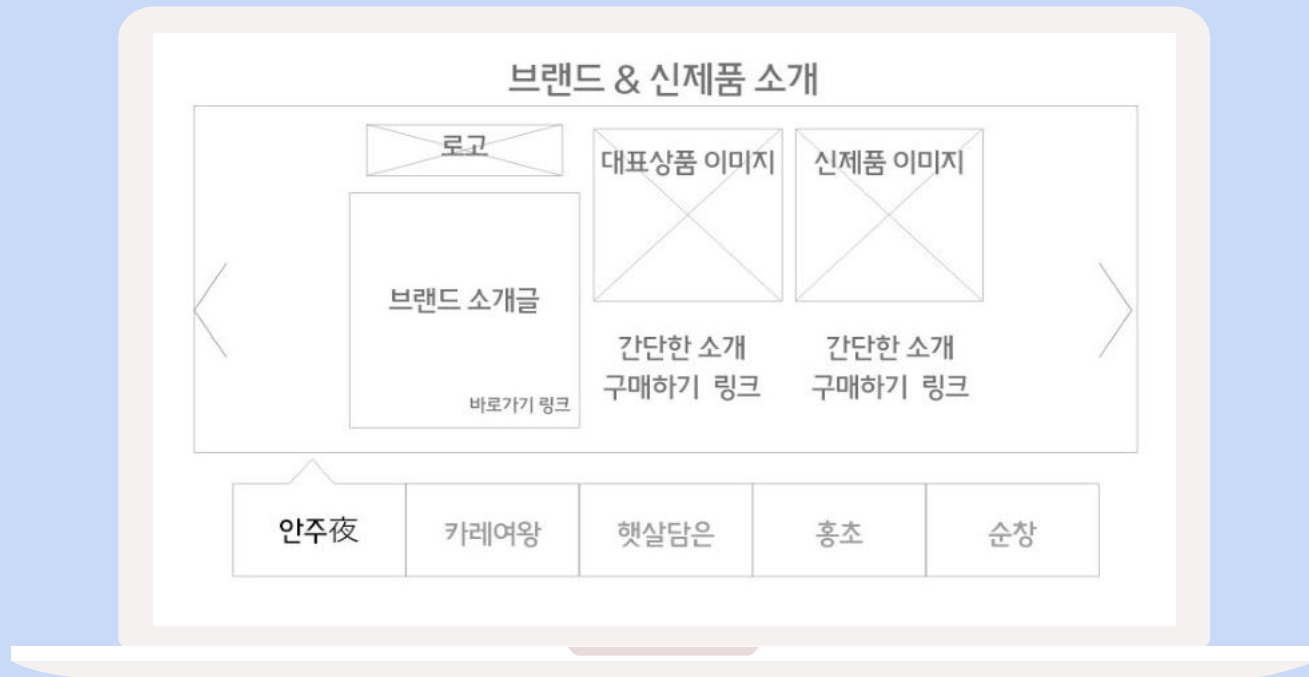 브랜드 & 신제품 소개
로고
브랜드 소개글
바로가기 링크
대표상품 이미지
간단한 소개
구매하기 링크
신제품 이미지
간단한 소개
구매하기 링크
안주夜
카레여왕
햇살담은
홍초
순창